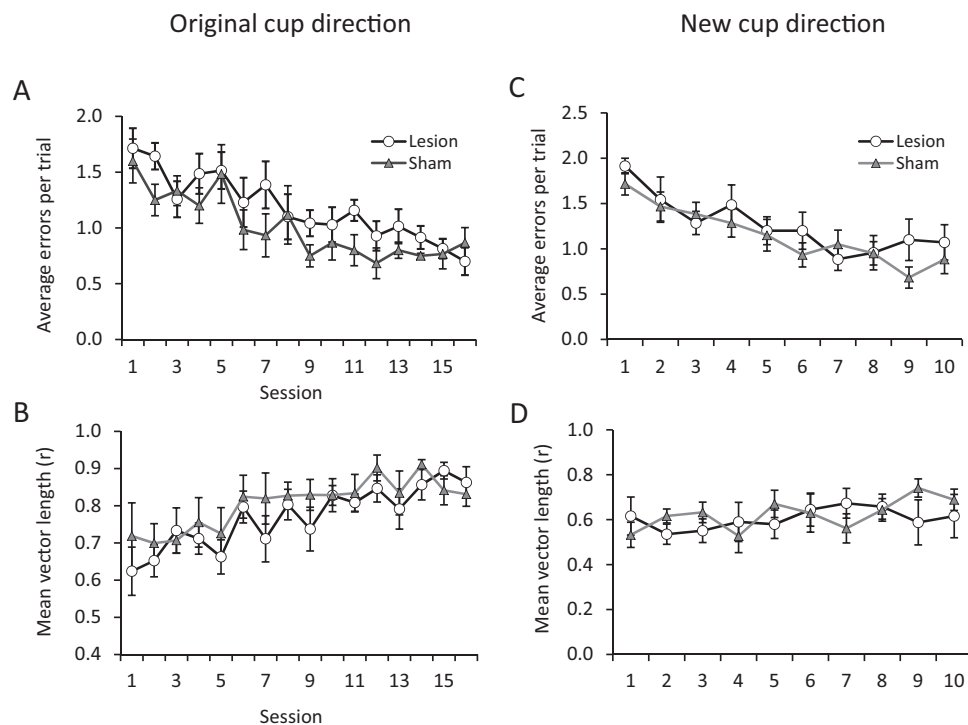 Original cup direction
New cup direction
A
2.0
1.5
1.0
0.5
0.0
Average errors per trial
Lesion
Sham
1 3 5 7 9 11 13 15
Session
C
2.5
2.0
1.5
1.0
0.5
0.0
Average errors per trial
Lesion
Sham
1 2 3 4 5 6 7 8 9 10
B
1.0
0.9
0.8
0.7
0.6
0.5
0.4
Mean vector length (r)
1 3 5 7 9 11 13 15
Session
D
1.0
0.8
0.6
0.4
0.2
0.0
Mean vector length (r)
1 2 3 4 5 6 7 8 9 10